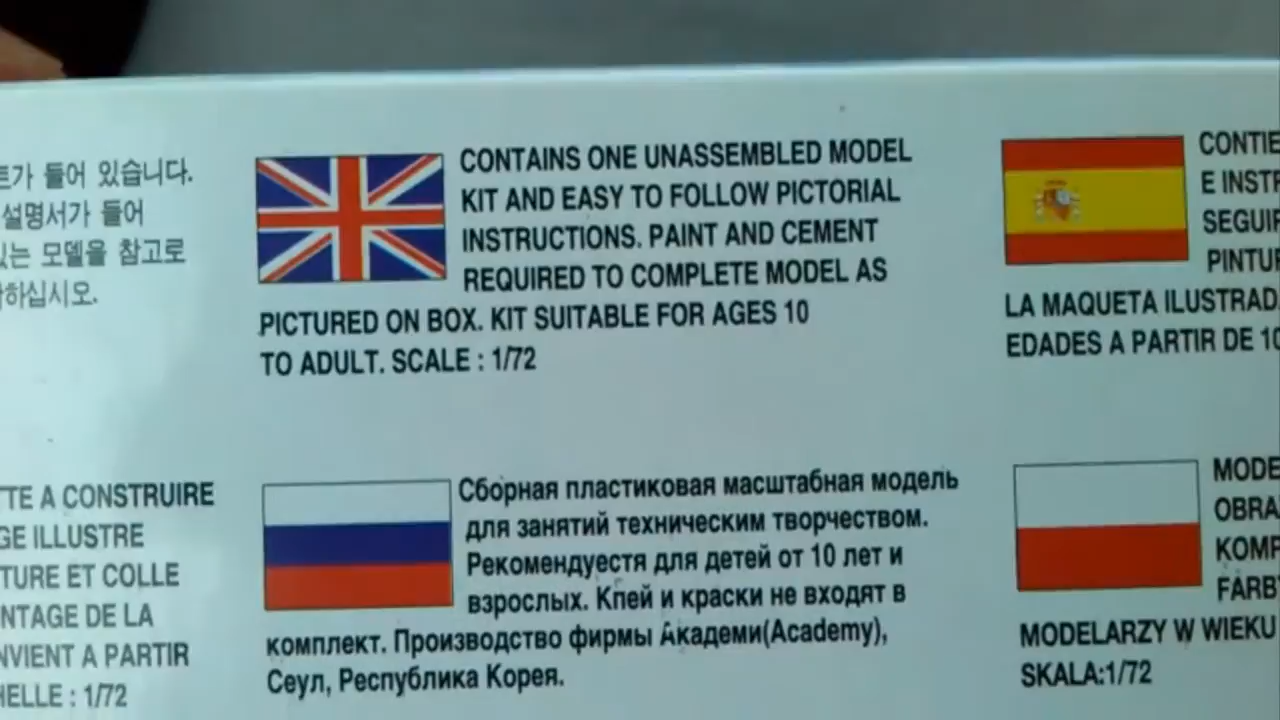 들어 있습니다.
설명서가 들어
모델을 참고로
하십시오.
CONTAINS ONE UNASSEMBLED MODEL
KIT AND EASY TO FOLLOW PICTORIAL
INSTRUCTIONS. PAINT AND CEMENT
REQUIRED TO COMPLETE MODEL AS
PICTURED ON BOX. KIT SUITABLE FOR AGES 10
TO ADULT. SCALE : 1/72
CONTIE
E INSTR
SEGUIR
PINTUR
LA MAQUETA ILUSTRAD
EDADES A PARTIR DE 10
TE A CONSTRUIRE
GE ILLUSTRE
TURE ET COLLE
NTAGE DE LA
NVIENT A PARTIR
HELLE : 1/72
Сборная пластиковая масштабная модель
для занятий техническим творчеством.
Рекомендуестя для детей от 10 лет и
взрослых. Кпей и краски не входят в
комплект. Производство фирмы Академи(Academy),
Сеул, Республика Корея.
MODE
OBRA
KOMP
FARB
MODELARZY W WIEKU
SKALA:1/72